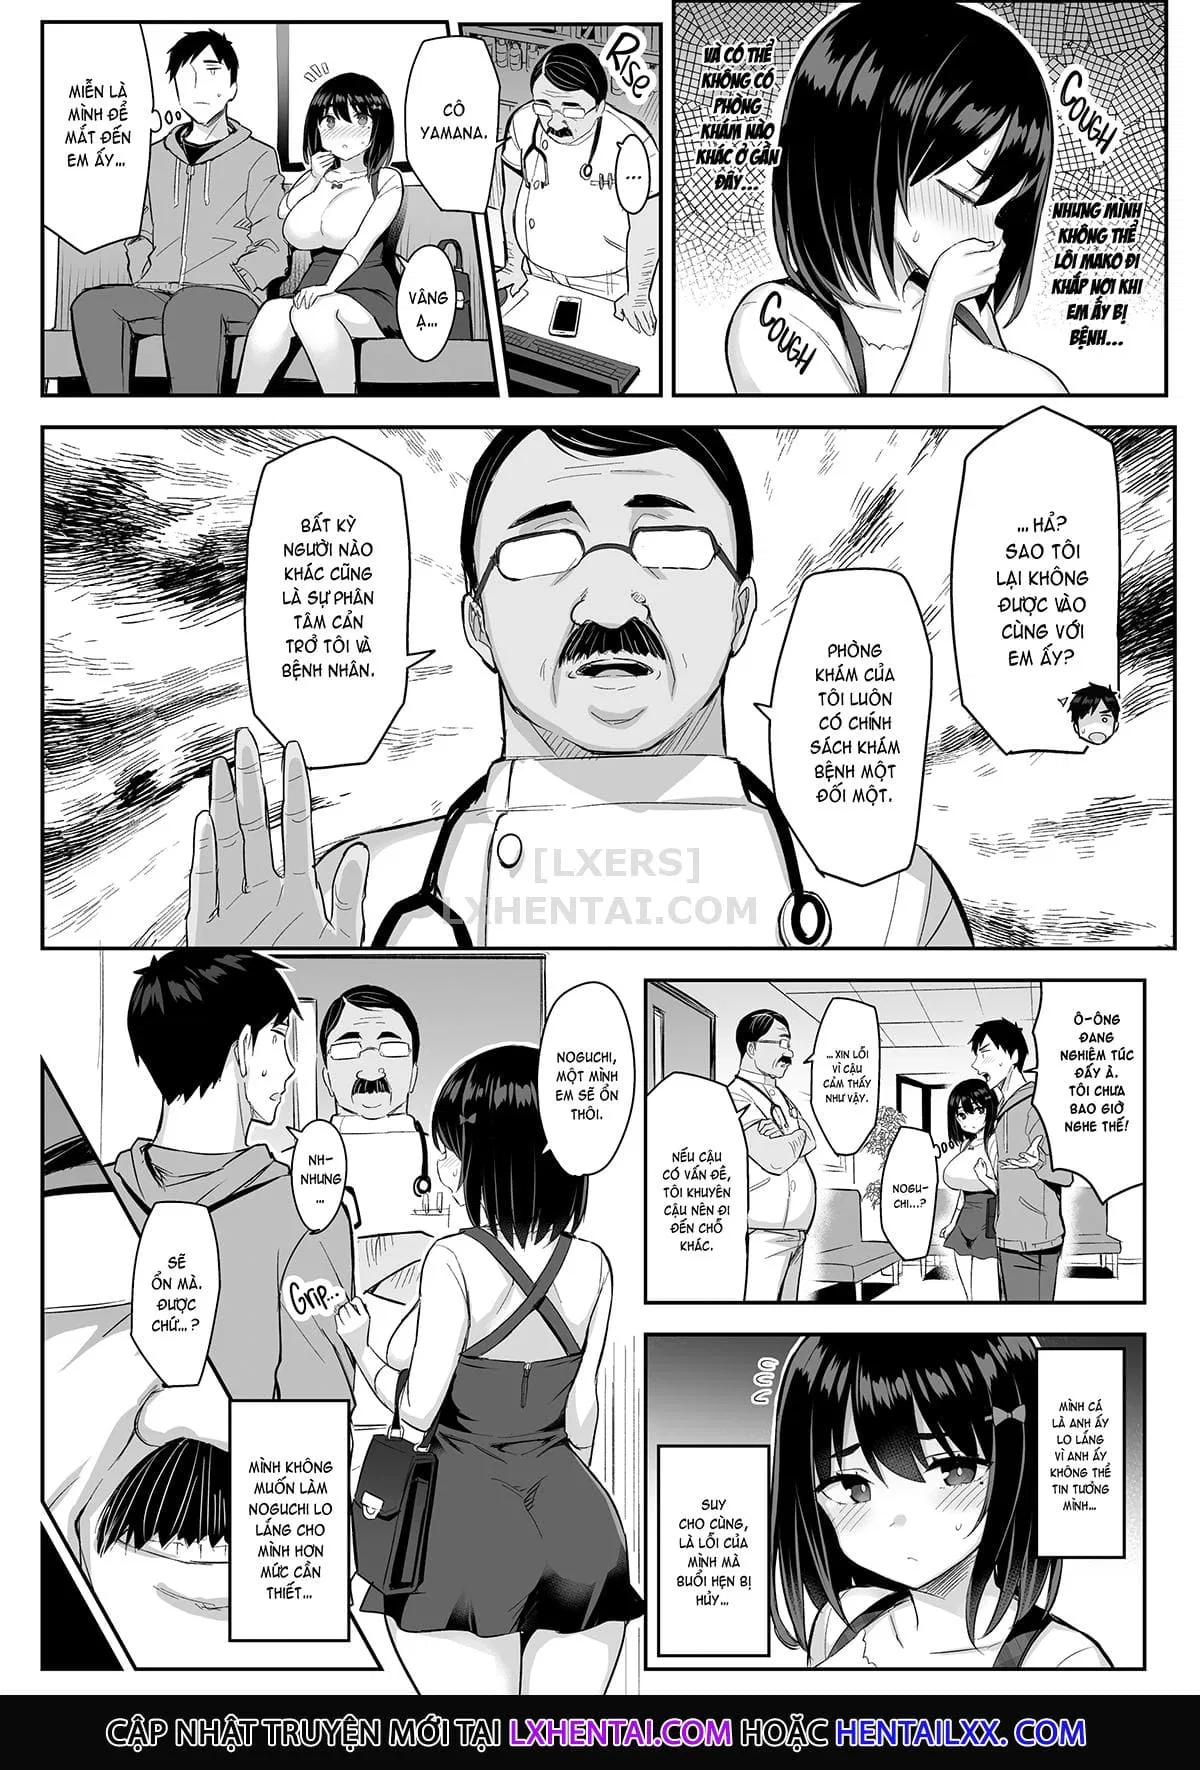 VÀ CÓ THỂ
KHÔNG CÓ
PHÒNG
KHÁM NÀO
KHÁC Ở GẦN
ĐÂY...
COUGH
NHƯNG MÌNH
KHÔNG THỂ
LÔI MAKO ĐI
KHẮP NƠI KHI
EM ẤY BỊ
BỆNH...
COUGH
RISE
...
CÔ
YAMANA.
VÂNG
Ạ...
MIỄN LÀ
MÌNH ĐỂ
MẮT ĐẾN
EM ẤY...
...HẢ?
SAO TÔI
LẠI KHÔNG
ĐƯỢC VÀO
CÙNG VỚI
EM ẤY?
PHÒNG
KHÁM CỦA
TÔI LUÔN
CÓ CHÍNH
SÁCH KHÁM
BỆNH MỘT
ĐỐI MỘT.
BẤT KỲ
NGƯỜI NÀO
KHÁC CŨNG
LÀ SỰ PHÂN
TÂM CẢN
TRỞ TÔI VÀ
BỆNH NHÂN.
[LXERS]
LXHENTAI.COM
Ô-ÔNG
ĐANG
NGHIÊM TÚC
ĐẤY À.
TÔI CHƯA
BAO GIỜ
NGHE THẾ!
...XIN LỖI
VÌ CẬU
CẢM THẤY
NHƯ VẬY.
NẾU CẬU
CÓ VẤN ĐỀ,
TÔI KHUYÊN
CẬU NÊN ĐI
ĐẾN CHỖ
KHÁC.
NOGU-
CHI...?
MÌNH CÁ
LÀ ANH ẤY
LO LẮNG
VÌ ANH ẤY
KHÔNG THỂ
TIN TƯỞNG
MÌNH...
SUY
CHO CÙNG,
LÀ LỖI CỦA
MÌNH MÀ
BUỔI HẸN BỊ
HỦY...
NOGUCHI,
MỘT MÌNH
EM SẼ ỔN
THÔI.
NH-
NHƯNG
...
SẼ
ỔN MÀ.
ĐƯỢC
CHỨ...?
GRIP...
MÌNH KHÔNG
MUỐN LÀM
NOGUCHI LO
LẮNG CHO
MÌNH HƠN
MỨC CẦN
THIẾT...
CẬP NHẬT TRUYỆN MỚI TẠI LXHENTAI.COM HOẶC HENTAILXX. COM